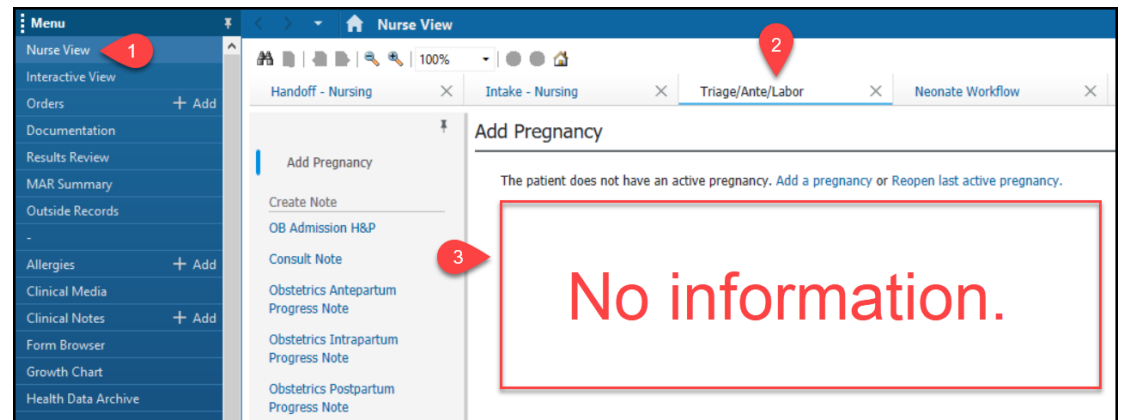 Menu
Nurse View 1
Interactive View
Orders + Add
Documentation
Results Review
MAR Summary
Outside Records
-
Allergies + Add
Clinical Media
Clinical Notes + Add
Form Browser
Growth Chart
Health Data Archive
Nurse View
100%
2
Handoff - Nursing
Intake - Nursing
Triage/Ante/Labor
Neonate Workflow
Add Pregnancy
Create Note
OB Admission H&P
Consult Note
Obstetrics Antepartum
Progress Note
Obstetrics Intrapartum
Progress Note
Obstetrics Postpartum
Progress Note
Add Pregnancy
The patient does not have an active pregnancy. Add a pregnancy or Reopen last active pregnancy.
3
No information.